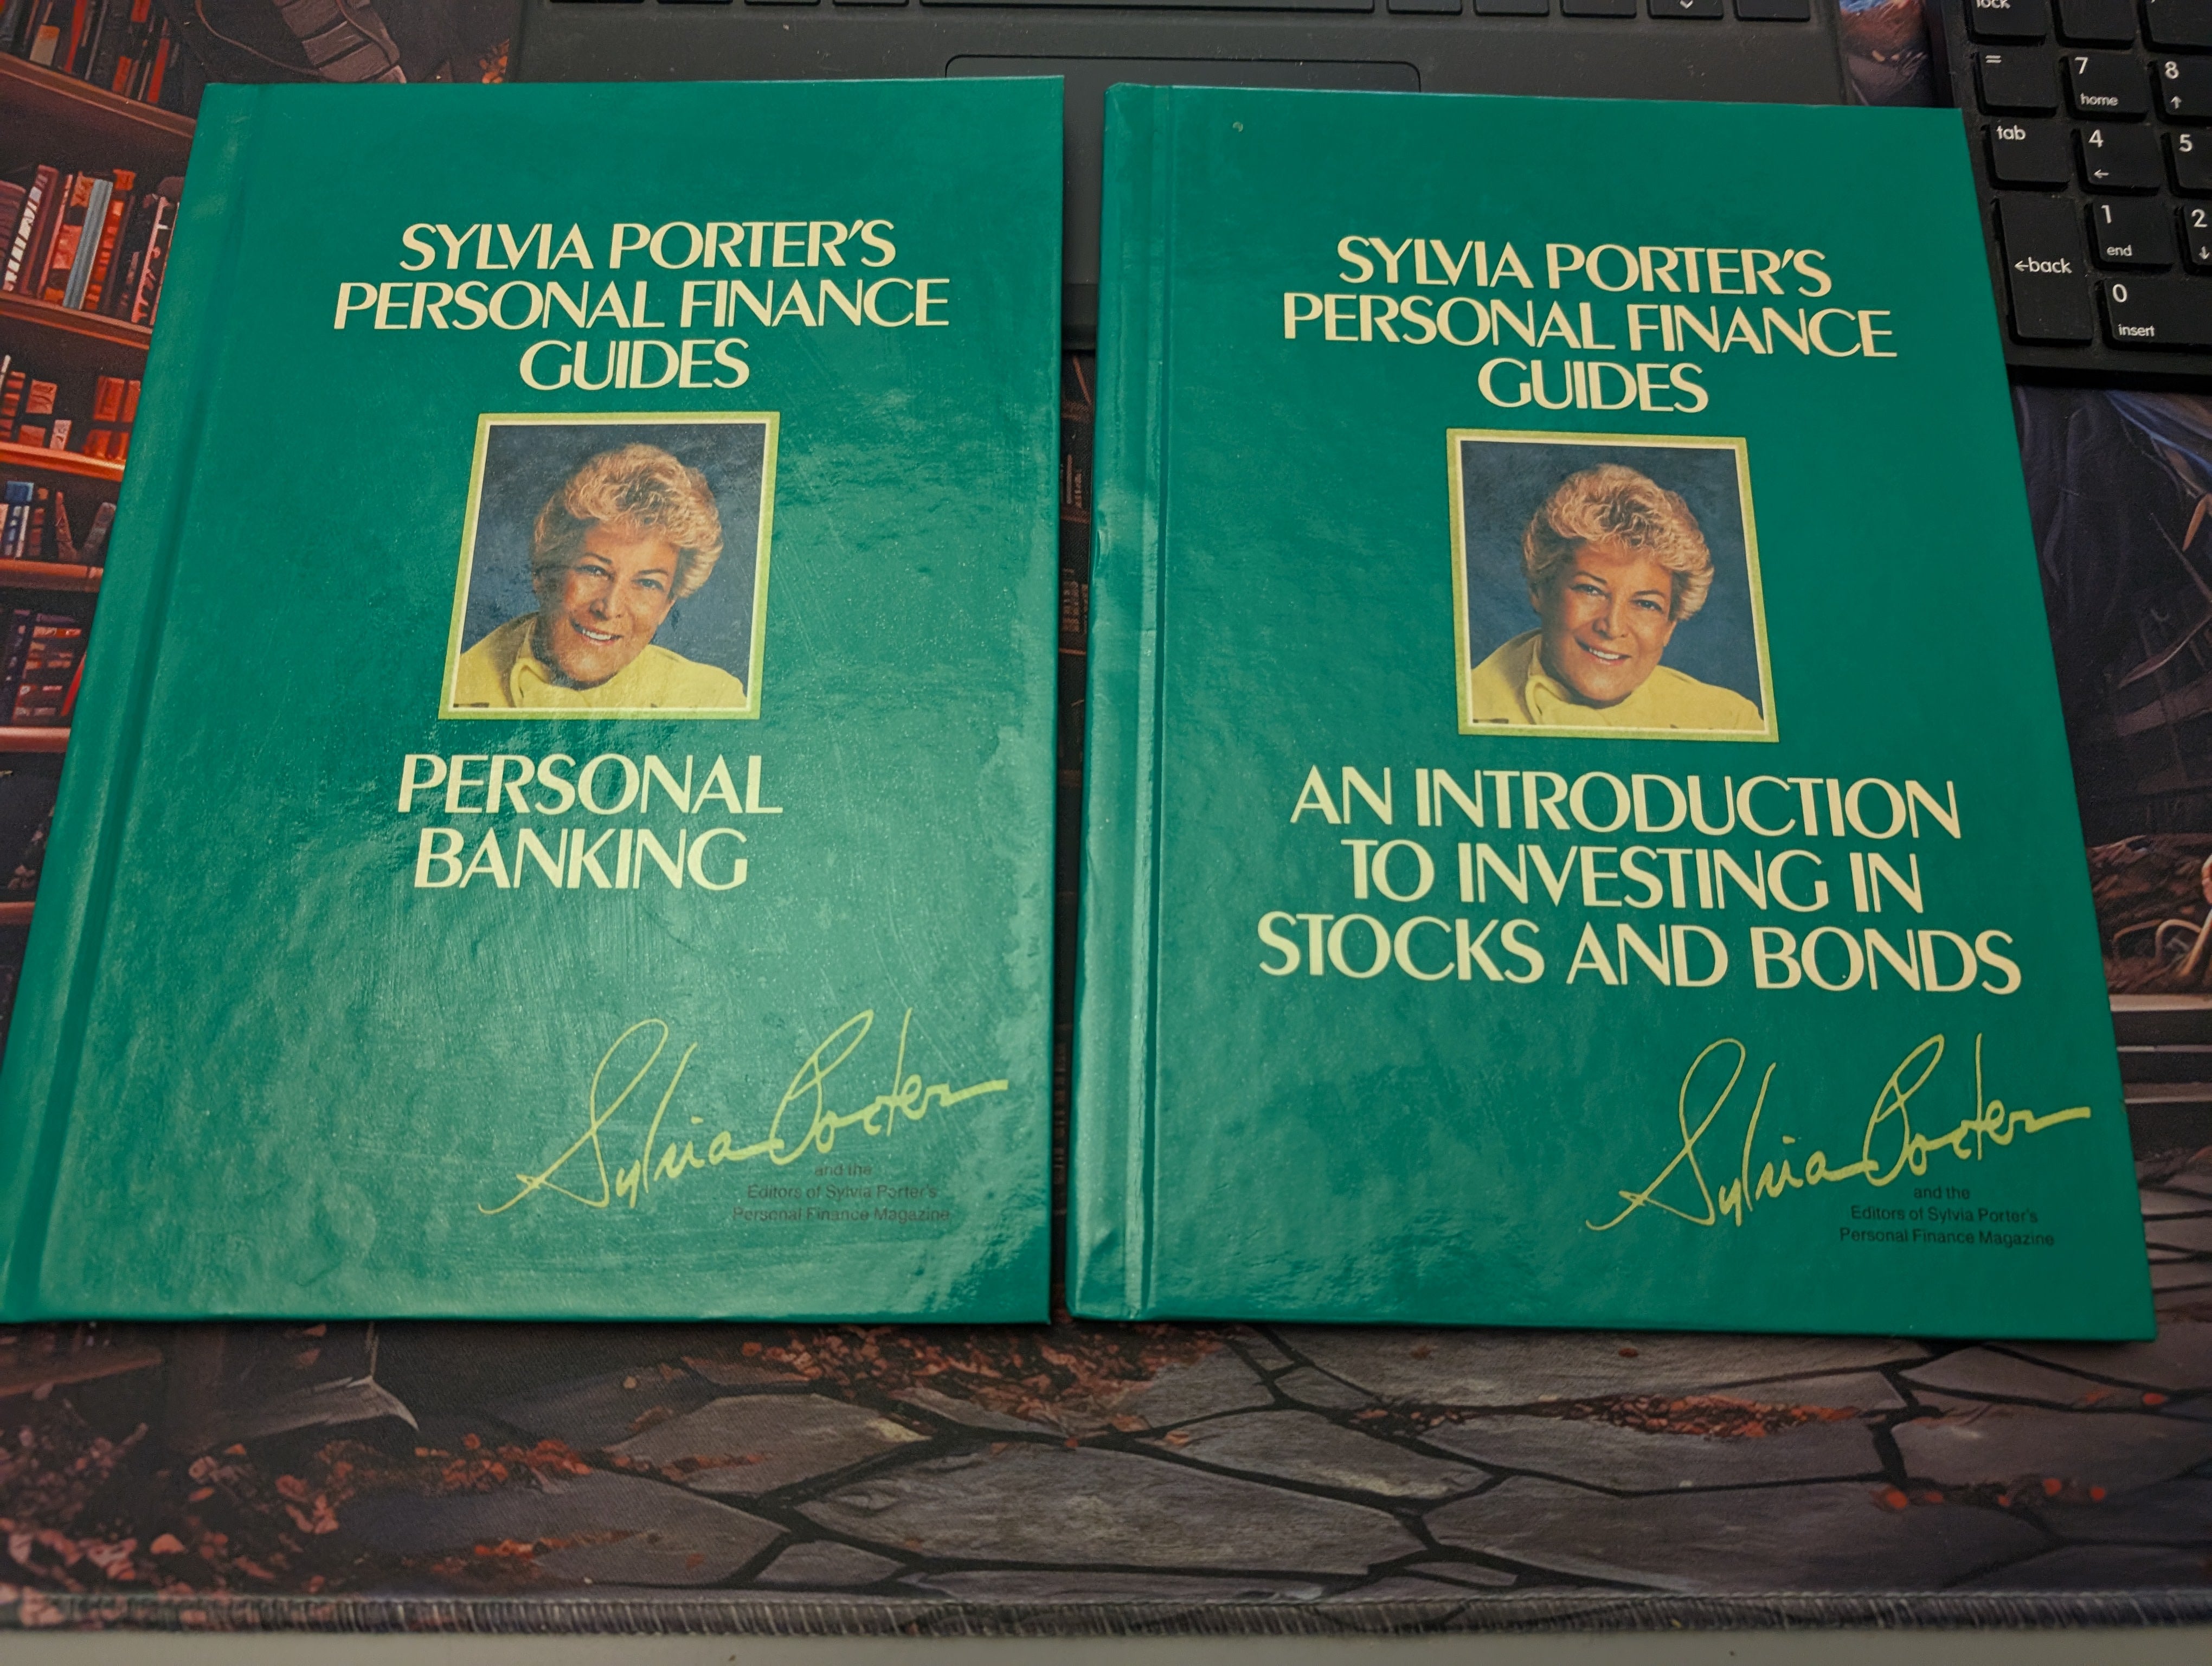 SYLVIA PORTER'S
PERSONAL FINANCE
GUIDES
PERSONAL
BANKING
Sylvia Porter
and the
Editors of Sylvia Porter's
Personal Finance Magazine
SYLVIA PORTER'S
PERSONAL FINANCE
GUIDES
AN INTRODUCTION
TO INVESTING IN
STOCKS AND BONDS
Sylvia Porter
and the
Editors of Sylvia Porter's
Personal Finance Magazine
lock
= 7 8
home ↑
tab 4 5
←
1 2
←back end ↓
0
insert